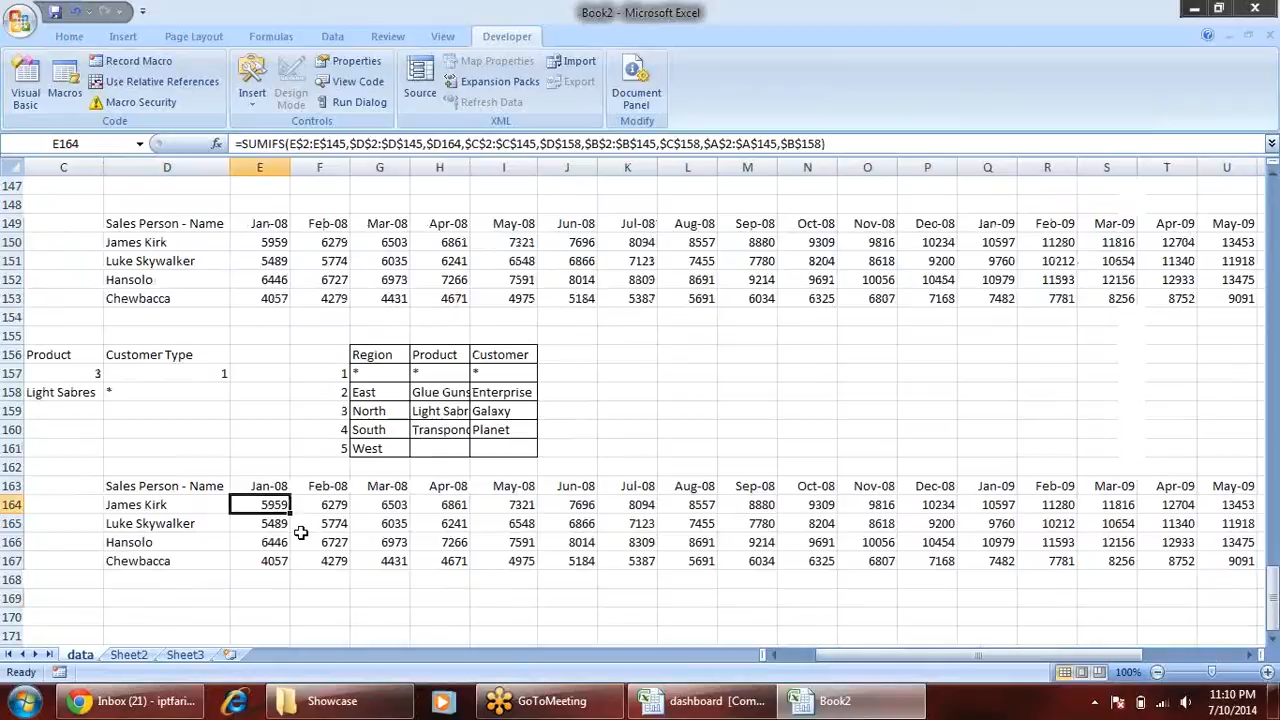 Book2 - Microsoft Excel
Home Insert Page Layout Formulas Data Review View Developer
Visual Basic Macros Record Macro Use Relative References Macro Security Insert Design Mode Properties View Code Run Dialog Source Map Properties Expansion Packs Refresh Data Import Export Document Panel
Code Controls XML Modify
E164 fx =SUMIFS(E$2:E$145,$D$2:$D$145,$D164,$C$2:$C$145,$D$158,$B$2:$B$145,$C$158,$A$2:$A$145,$B$158)
C D E F G H I J K L M N O P Q R S T U
147
148
149 Sales Person - Name Jan-08 Feb-08 Mar-08 Apr-08 May-08 Jun-08 Jul-08 Aug-08 Sep-08 Oct-08 Nov-08 Dec-08 Jan-09 Feb-09 Mar-09 Apr-09 May-09
150 James Kirk 5959 6279 6503 6861 7321 7696 8094 8557 8880 9309 9816 10234 10597 11280 11816 12704 13453
151 Luke Skywalker 5489 5774 6035 6241 6548 6866 7123 7455 7780 8204 8618 9200 9760 10212 10654 11340 11918
152 Hansolo 6446 6727 6973 7266 7591 8014 8309 8691 9214 9691 10056 10454 10979 11593 12156 12933 13475
153 Chewbacca 4057 4279 4431 4671 4975 5184 5387 5691 6034 6325 6807 7168 7482 7781 8256 8752 9091
154
155
156 Product Customer Type Region Product Customer
157 3 1 1 * * *
158 Light Sabres * 2 East Glue Guns Enterprise
159 3 North Light Sabr Galaxy
160 4 South Transpond Planet
161 5 West
162
163 Sales Person - Name Jan-08 Feb-08 Mar-08 Apr-08 May-08 Jun-08 Jul-08 Aug-08 Sep-08 Oct-08 Nov-08 Dec-08 Jan-09 Feb-09 Mar-09 Apr-09 May-09
164 James Kirk 5959 6279 6503 6861 7321 7696 8094 8557 8880 9309 9816 10234 10597 11280 11816 12704 13453
165 Luke Skywalker 5489 5774 6035 6241 6548 6866 7123 7455 7780 8204 8618 9200 9760 10212 10654 11340 11918
166 Hansolo 6446 6727 6973 7266 7591 8014 8309 8691 9214 9691 10056 10454 10979 11593 12156 12933 13475
167 Chewbacca 4057 4279 4431 4671 4975 5184 5387 5691 6034 6325 6807 7168 7482 7781 8256 8752 9091
168
169
170
171
data Sheet2 Sheet3
Ready 100%
Inbox (21) - iptfari... Showcase GoToMeeting dashboard [Com... Book2 11:10 PM
7/10/2014